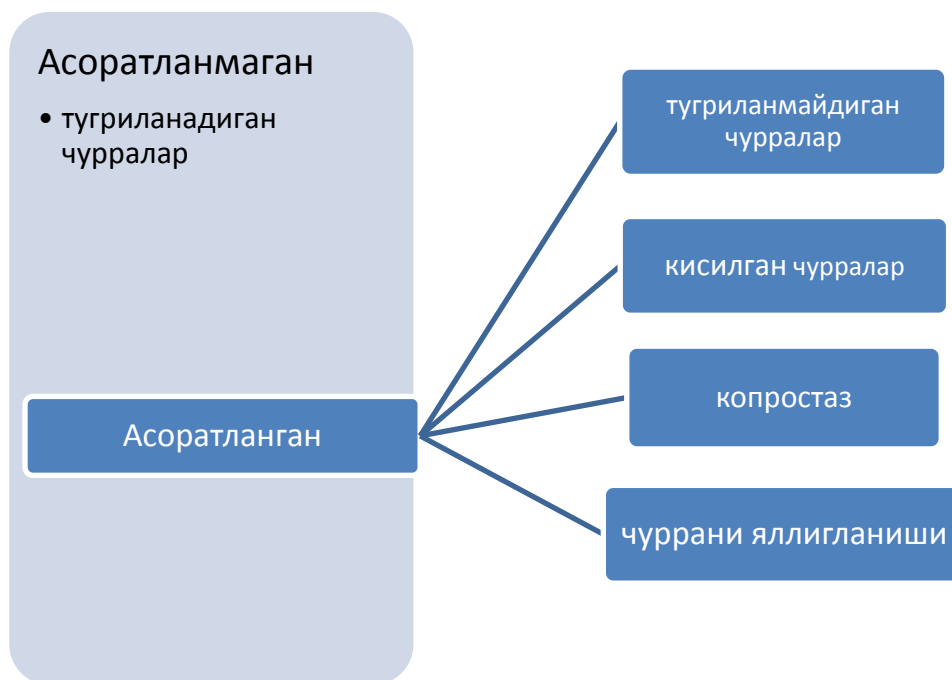 Асоратланмаган
• тугриланадиган
чурралар
Асоратланган
тугриланмайдиган
чурралар
кисилган чурралар
копростаз
чуррани яллигланиши